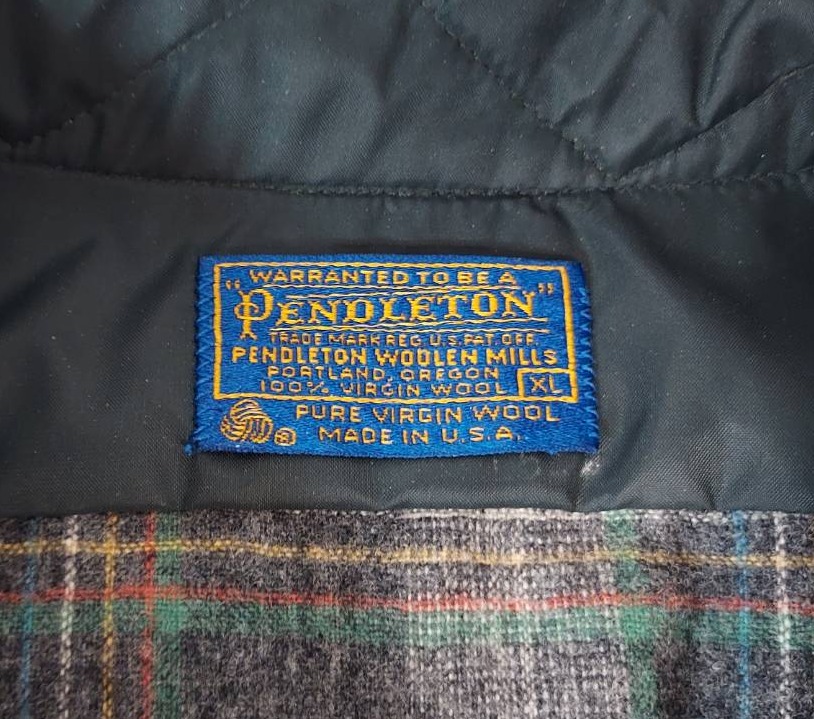 WARRANTED TO BE A
"PENDLETON"
TRADE MARK REG. U.S. PAT. OFF.
PENDLETON WOOLEN MILLS
PORTLAND, OREGON
100% VIRGIN WOOL XL
PURE VIRGIN WOOL
® MADE IN U.S.A.